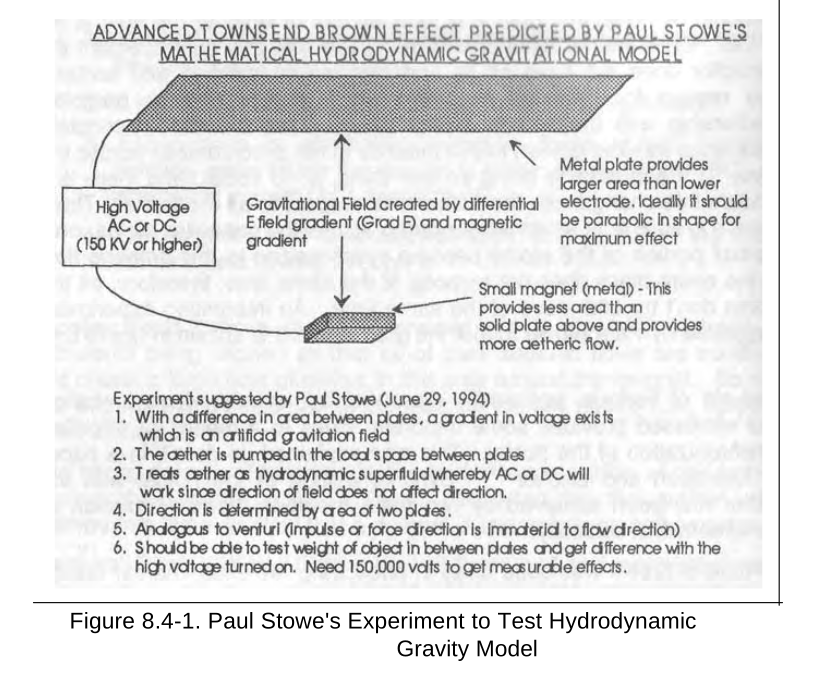 ADVANCED TOWNSEND BROWN EFFECT PREDICTED BY PAUL STOWE'S
MATHEMATICAL HYDRODYNAMIC GRAVITATIONAL MODEL
Metal plate provides
larger area than lower
electrode. Ideally it should
be parabolic in shape for
maximum effect
High Voltage
AC or DC
(150 KV or higher)
Gravitational Field created by differential
E field gradient (Grad E) and magnetic
gradient
Small magnet (metal) - This
provides less area than
solid plate above and provides
more aetheric flow.
Experiment suggested by Paul Stowe (June 29, 1994)
1. With a difference in area between plates, a gradient in voltage exists
which is an artificial gravitation field
2. The aether is pumped in the local space between plates
3. Treats aether as hydrodynamic superfluid whereby AC or DC will
work since direction of field does not affect direction.
4. Direction is determined by area of two plates.
5. Analogous to venturi (impulse or force direction is immaterial to flow direction)
6. Should be able to test weight of object in between plates and get difference with the
high voltage turned on. Need 150,000 volts to get measurable effects.
Figure 8.4-1. Paul Stowe's Experiment to Test Hydrodynamic
Gravity Model